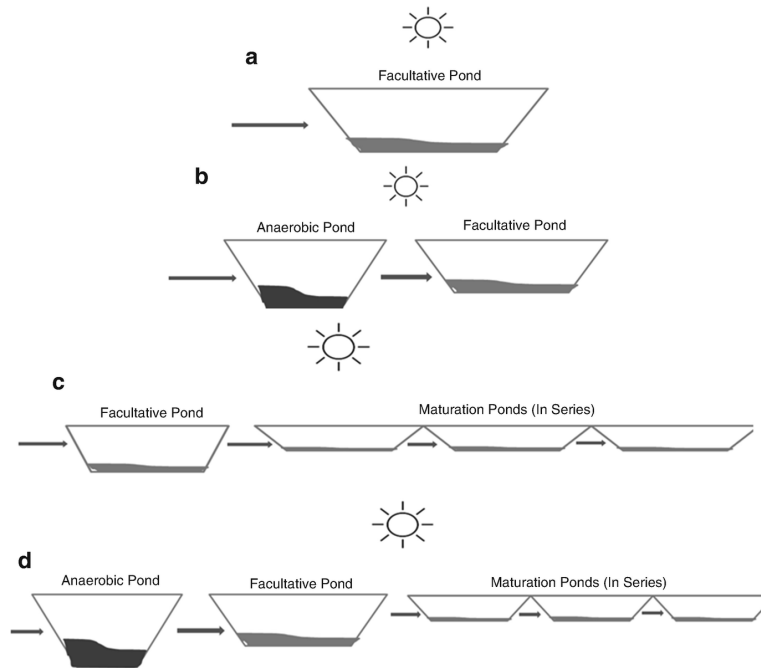 a
Facultative Pond
b
Anaerobic Pond
Facultative Pond
c
Facultative Pond
Maturation Ponds (In Series)
d
Anaerobic Pond
Facultative Pond
Maturation Ponds (In Series)